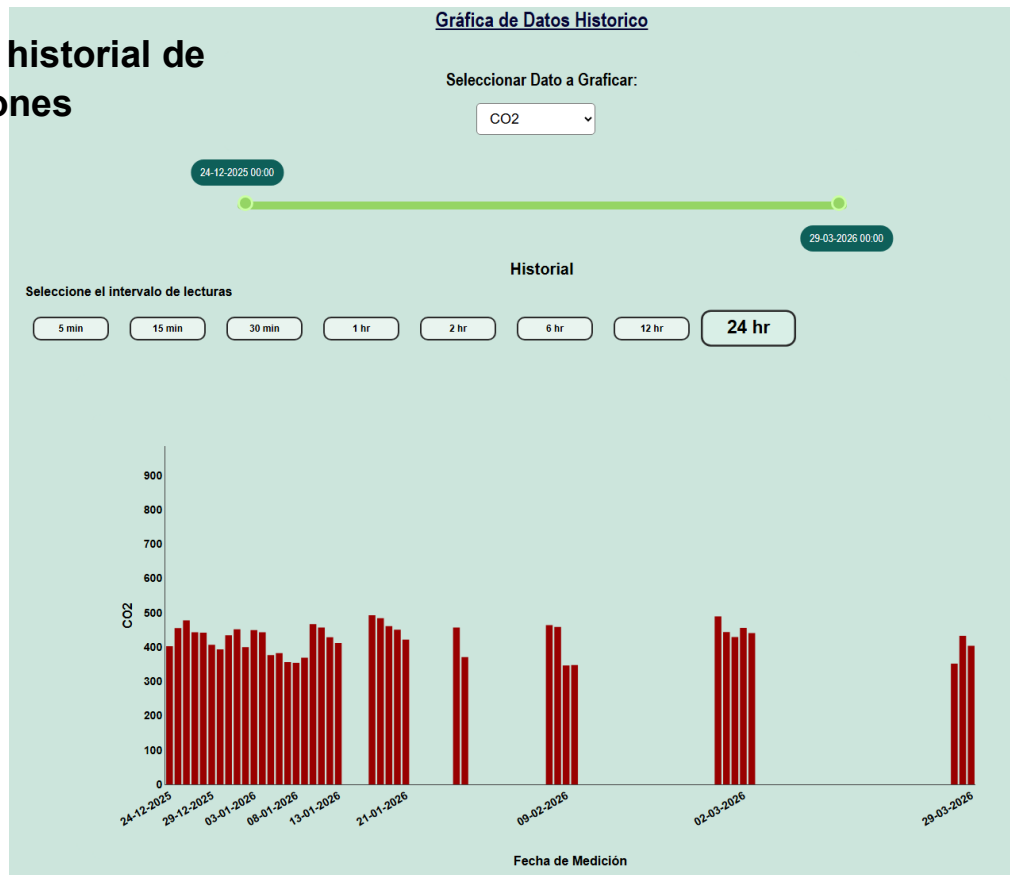 Gráfica de Datos Historico
historial de
ones
Seleccionar Dato a Graficar:
CO2
24-12-2025 00:00
29-03-2026 00:00
Historial
Seleccione el intervalo de lecturas
5 min 15 min 30 min 1 hr 2 hr 6 hr 12 hr 24 hr
900
800
700
600
500
400
300
200
100
0
CO2
24-12-2025 29-12-2025 03-01-2026 08-01-2026 13-01-2026 21-01-2026 09-02-2026 02-03-2026 29-03-2026
Fecha de Medición